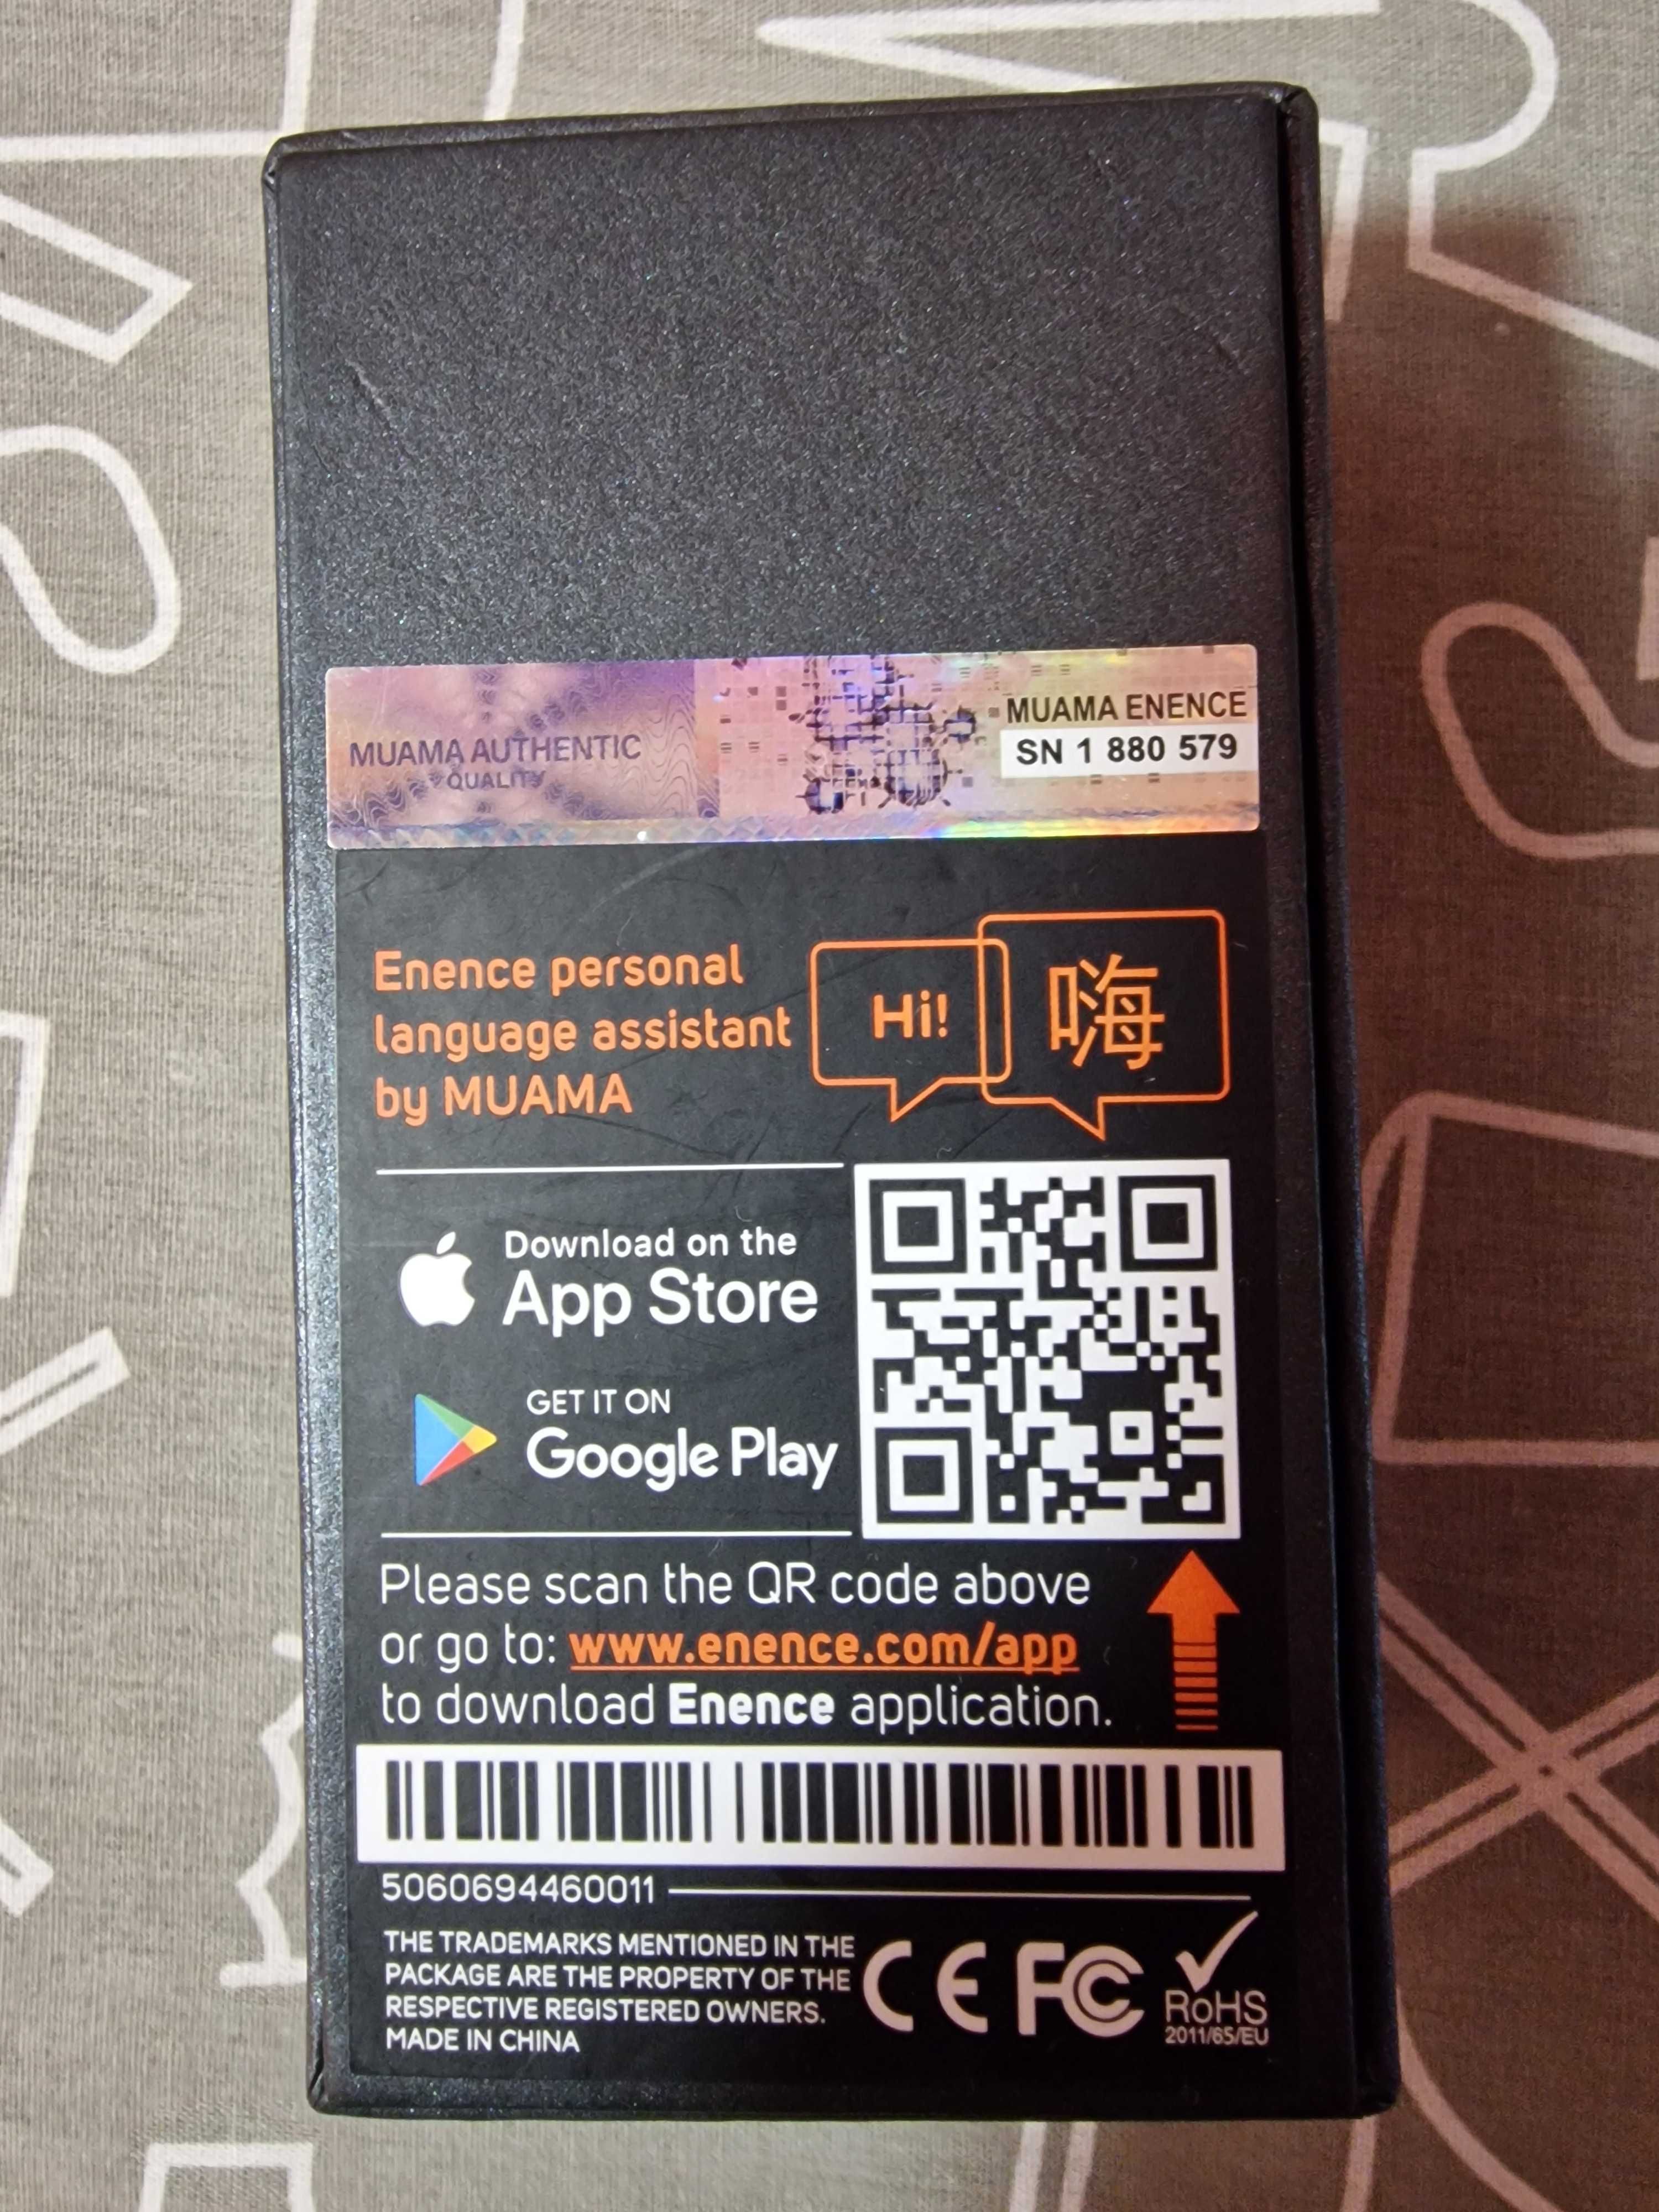 MUAMA AUTHENTIC
QUALITY
MUAMA ENENCE
SN 1 880 579
Enence personal
language assistant
by MUAMA
Hi!
嗨
Download on the
App Store
GET IT ON
Google Play
Please scan the QR code above
or go to: www.enence.com/app
to download Enence application.
5060694460011
THE TRADEMARKS MENTIONED IN THE
PACKAGE ARE THE PROPERTY OF THE
RESPECTIVE REGISTERED OWNERS.
MADE IN CHINA
CE FC
RoHS
2011/65/EU